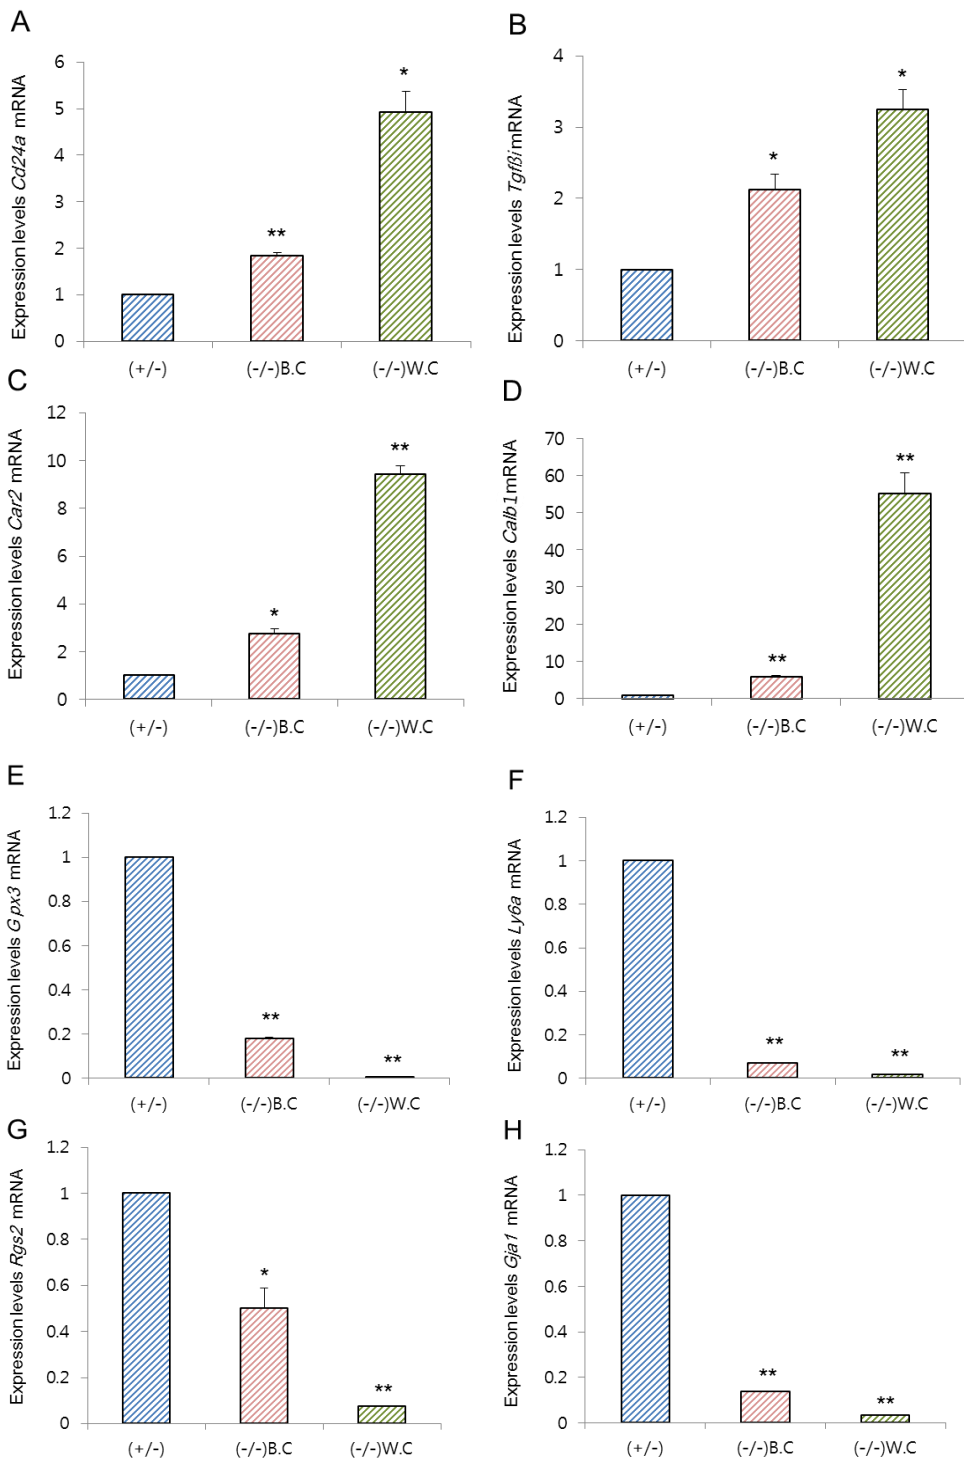 A
Expression levels Cd24a mRNA
6
5
4
3
2
1
0
**
*
(+/-) (-/-)B.C (-/-)W.C
B
Expression levels Tgfβi mRNA
4
3
2
1
0
*
*
(+/-) (-/-)B.C (-/-)W.C
C
Expression levels Car2 mRNA
12
10
8
6
4
2
0
*
**
(+/-) (-/-)B.C (-/-)W.C
D
Expression levels Calb1 mRNA
70
60
50
40
30
20
10
0
**
**
(+/-) (-/-)B.C (-/-)W.C
E
Expression levels Gpx3 mRNA
1.2
1
0.8
0.6
0.4
0.2
0
**
**
(+/-) (-/-)B.C (-/-)W.C
F
Expression levels Ly6a mRNA
1.2
1
0.8
0.6
0.4
0.2
0
**
**
(+/-) (-/-)B.C (-/-)W.C
G
Expression levels Rgs2 mRNA
1.2
1
0.8
0.6
0.4
0.2
0
*
**
(+/-) (-/-)B.C (-/-)W.C
H
Expression levels Gja1 mRNA
1.2
1
0.8
0.6
0.4
0.2
0
**
**
(+/-) (-/-)B.C (-/-)W.C